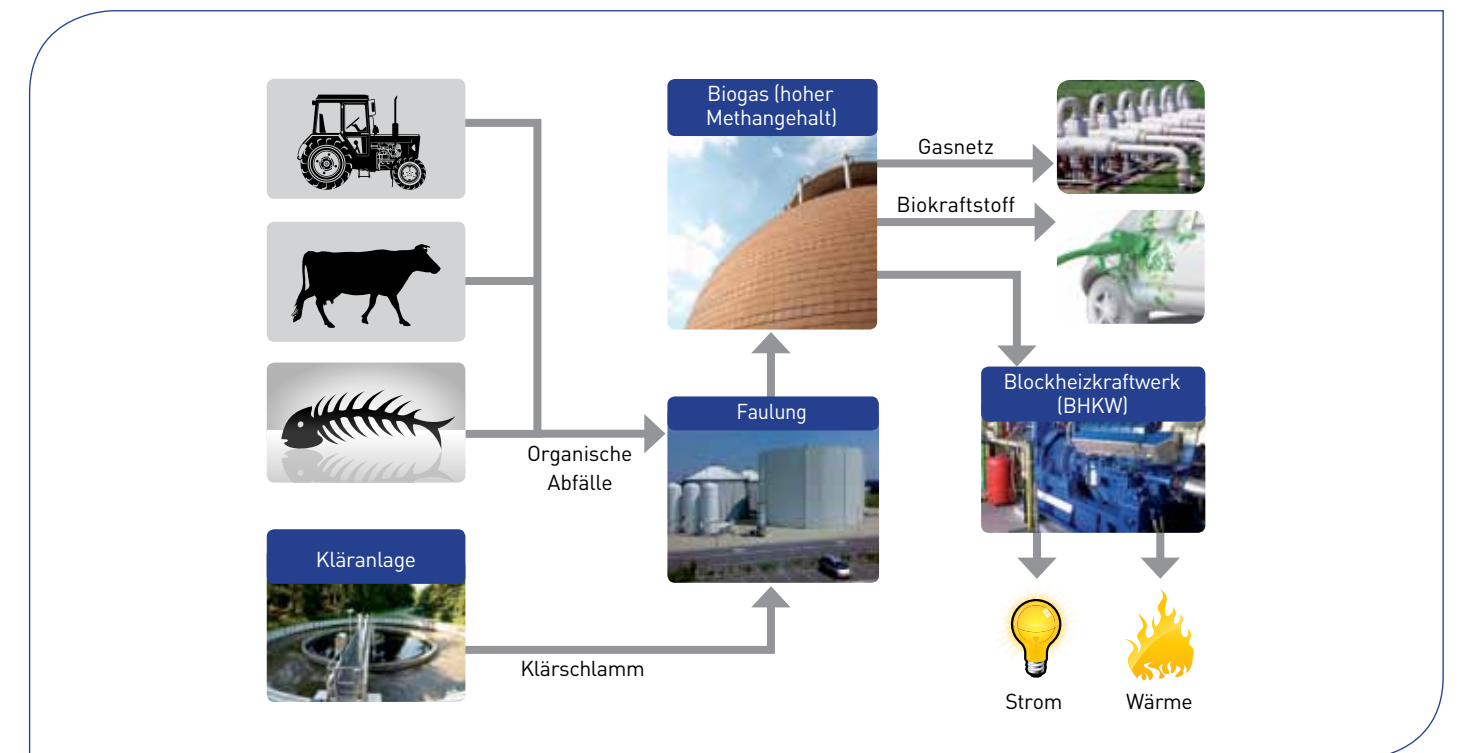 Biogas (hoher
Methangehalt)
Gasnetz
Biokraftstoff
Blockheizkraftwerk
(BHKW)
Faulung
Organische
Abfälle
Kläranlage
Klärschlamm
Strom
Wärme